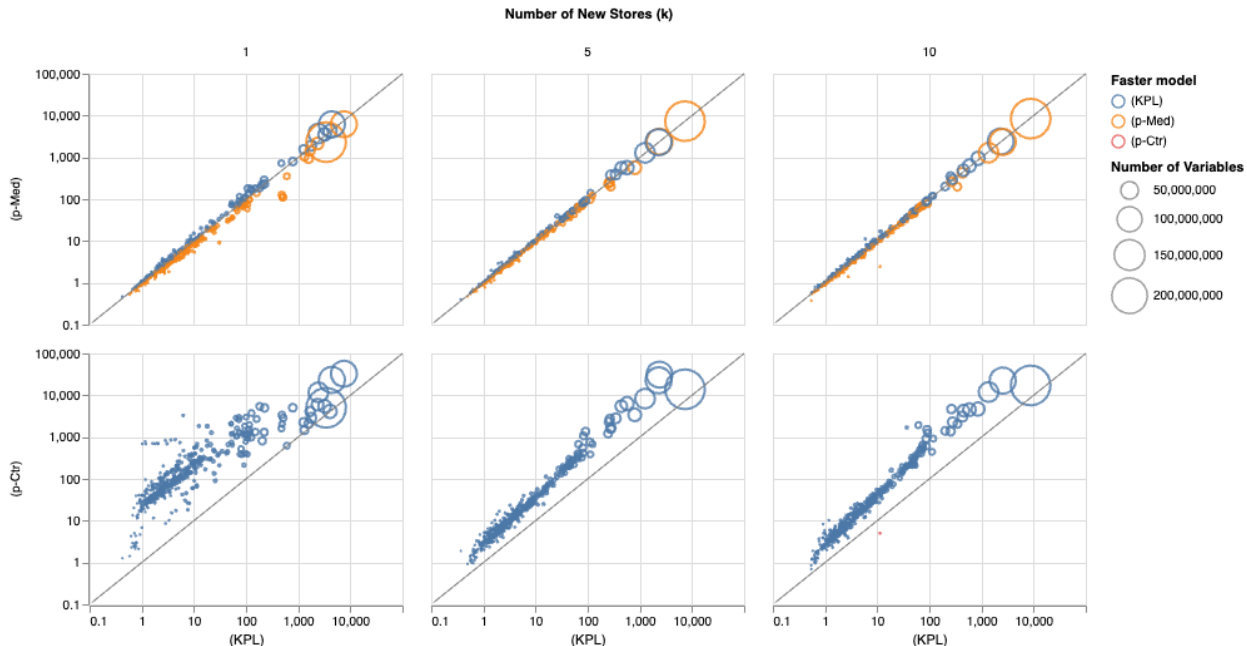 Number of New Stores (k)
1 5 10
100,000
10,000
1,000
100
10
1
0.1
(p-Med)
100,000
10,000
1,000
100
10
1
0.1
(p-Ctr)
0.1 1 10 100 1,000 10,000
0.1 1 10 100 1,000 10,000
0.1 1 10 100 1,000 10,000
(KPL) (KPL) (KPL)
Faster model
(KPL)
(p-Med)
(p-Ctr)
Number of Variables
50,000,000
100,000,000
150,000,000
200,000,000